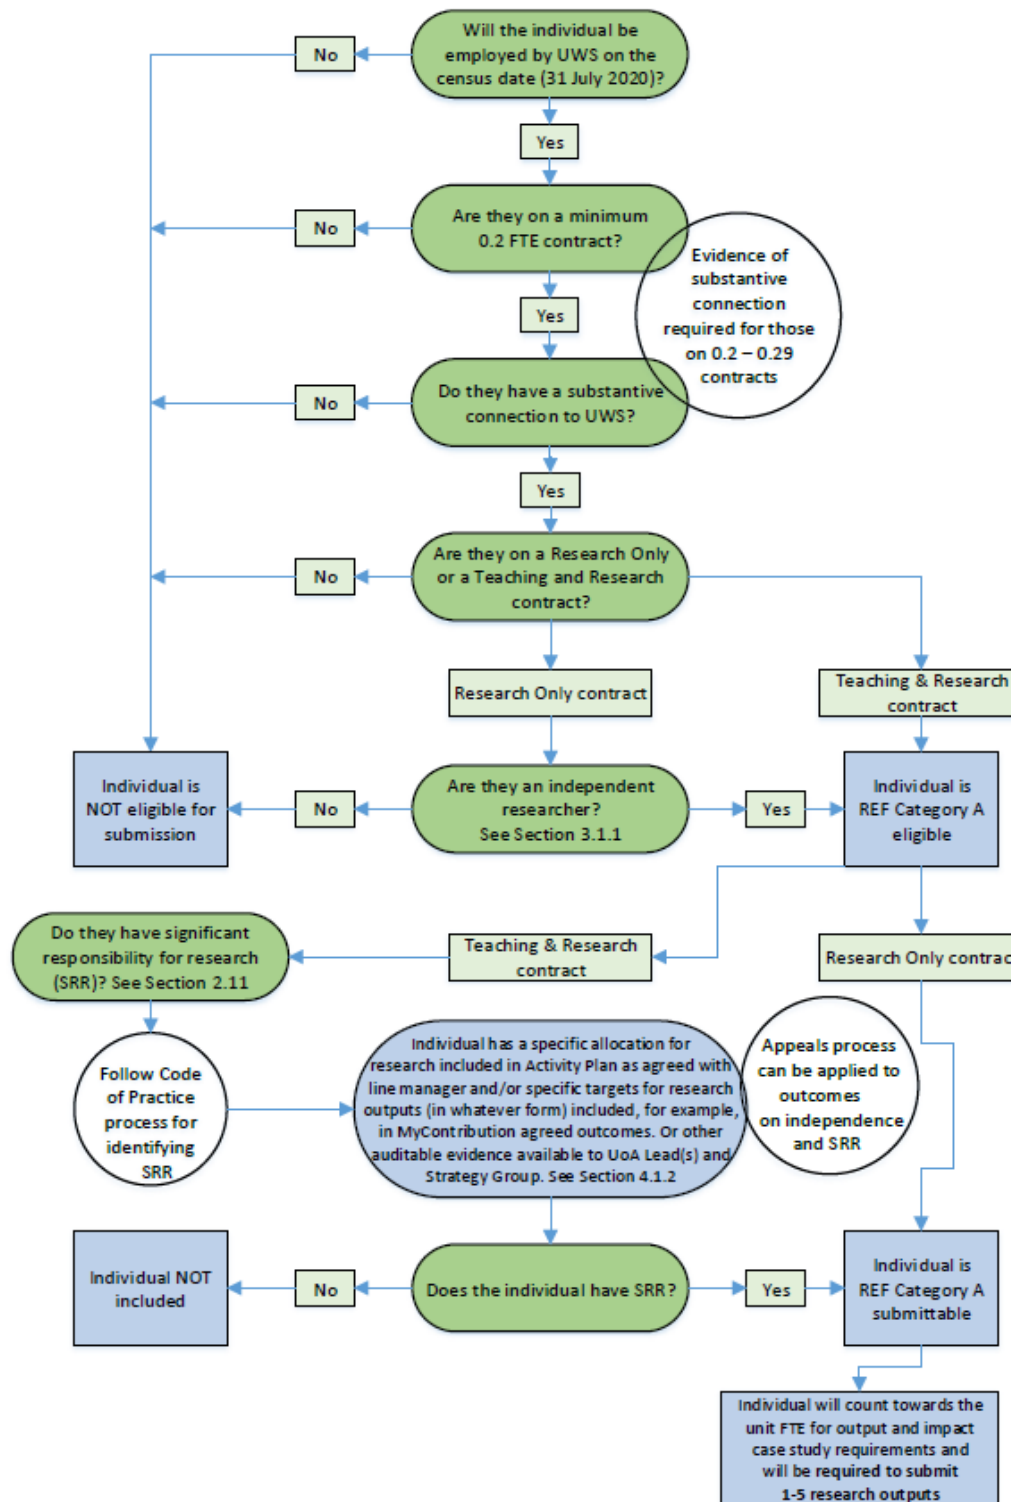 Will the individual be
employed by UWS on the
census date (31 July 2020)?
No
Yes
Are they on a minimum
0.2 FTE contract?
No
Evidence of
substantive
connection
required for those
on 0.2 – 0.29
contracts
Yes
Do they have a substantive
connection to UWS?
No
Yes
Are they on a Research Only
or a Teaching and Research
contract?
No
Research Only contract
Teaching & Research
contract
Individual is
NOT eligible for
submission
No
Are they an independent
researcher?
See Section 3.1.1
Yes
Individual is
REF Category A
eligible
Do they have significant
responsibility for research
(SRR)? See Section 2.11
Teaching & Research
contract
Research Only contract
Follow Code
of Practice
process for
identifying
SRR
Individual has a specific allocation for
research included in Activity Plan as agreed with
line manager and/or specific targets for research
outputs (in whatever form) included, for example,
in MyContribution agreed outcomes. Or other
auditable evidence available to UoA Lead(s) and
Strategy Group. See Section 4.1.2
Appeals process
can be applied to
outcomes
on independence
and SRR
Individual NOT
included
No
Does the individual have SRR?
Yes
Individual is
REF Category A
submittable
Individual will count towards the
unit FTE for output and impact
case study requirements and
will be required to submit
1-5 research outputs